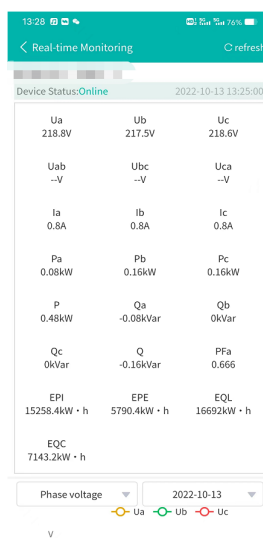 13:28 76%
Real-time Monitoring refresh
Device Status:Online 2022-10-13 13:25:00
Ua Ub Uc
218.8V 217.5V 218.6V
Uab Ubc Uca
--V --V --V
Ia Ib Ic
0.8A 0.8A 0.8A
Pa Pb Pc
0.08kW 0.16kW 0.16kW
P Qa Qb
0.48kW -0.08kVar 0kVar
Qc Q PFa
0kVar -0.16kVar 0.666
EPI EPE EQL
15258.4kW·h 5790.4kW·h 16692kW·h
EQC
7143.2kW·h
Phase voltage 2022-10-13
Ua Ub Uc
V